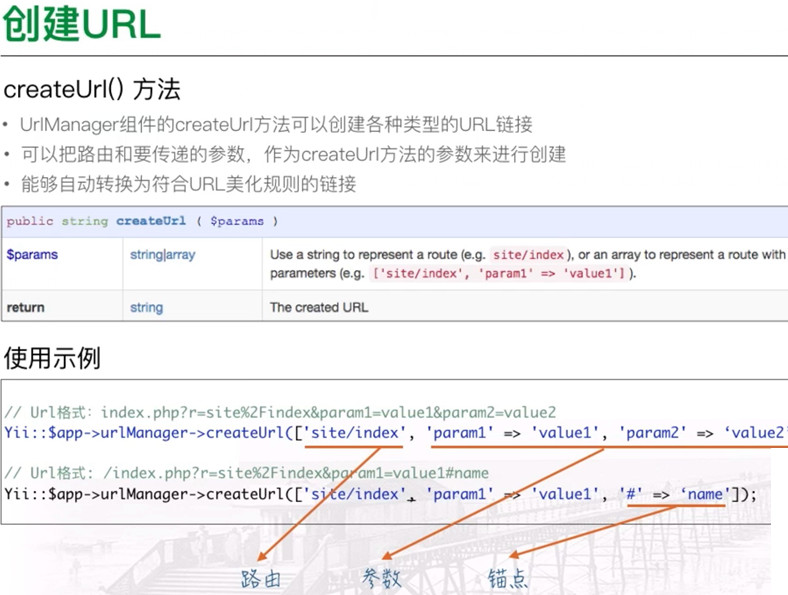 创建URL
createUrl() 方法
• UrlManager组件的createUrl方法可以创建各种类型的URL链接
• 可以把路由和要传递的参数，作为createUrl方法的参数来进行创建
• 能够自动转换为符合URL美化规则的链接
public string createUrl ( $params )
$params string|array Use a string to represent a route (e.g. site/index), or an array to represent a route with
parameters (e.g. ['site/index', 'param1' => 'value1']).
return string The created URL
使用示例
// Url格式：index.php?r=site%2Findex&param1=value1&param2=value2
Yii::$app->urlManager->createUrl(['site/index', 'param1' => 'value1', 'param2' => ‘value2'
// Url格式: /index.php?r=site%2Findex&param1=value1#name
Yii::$app->urlManager->createUrl(['site/index', 'param1' => 'value1', '#' => ‘name']);
路由 参数 锚点